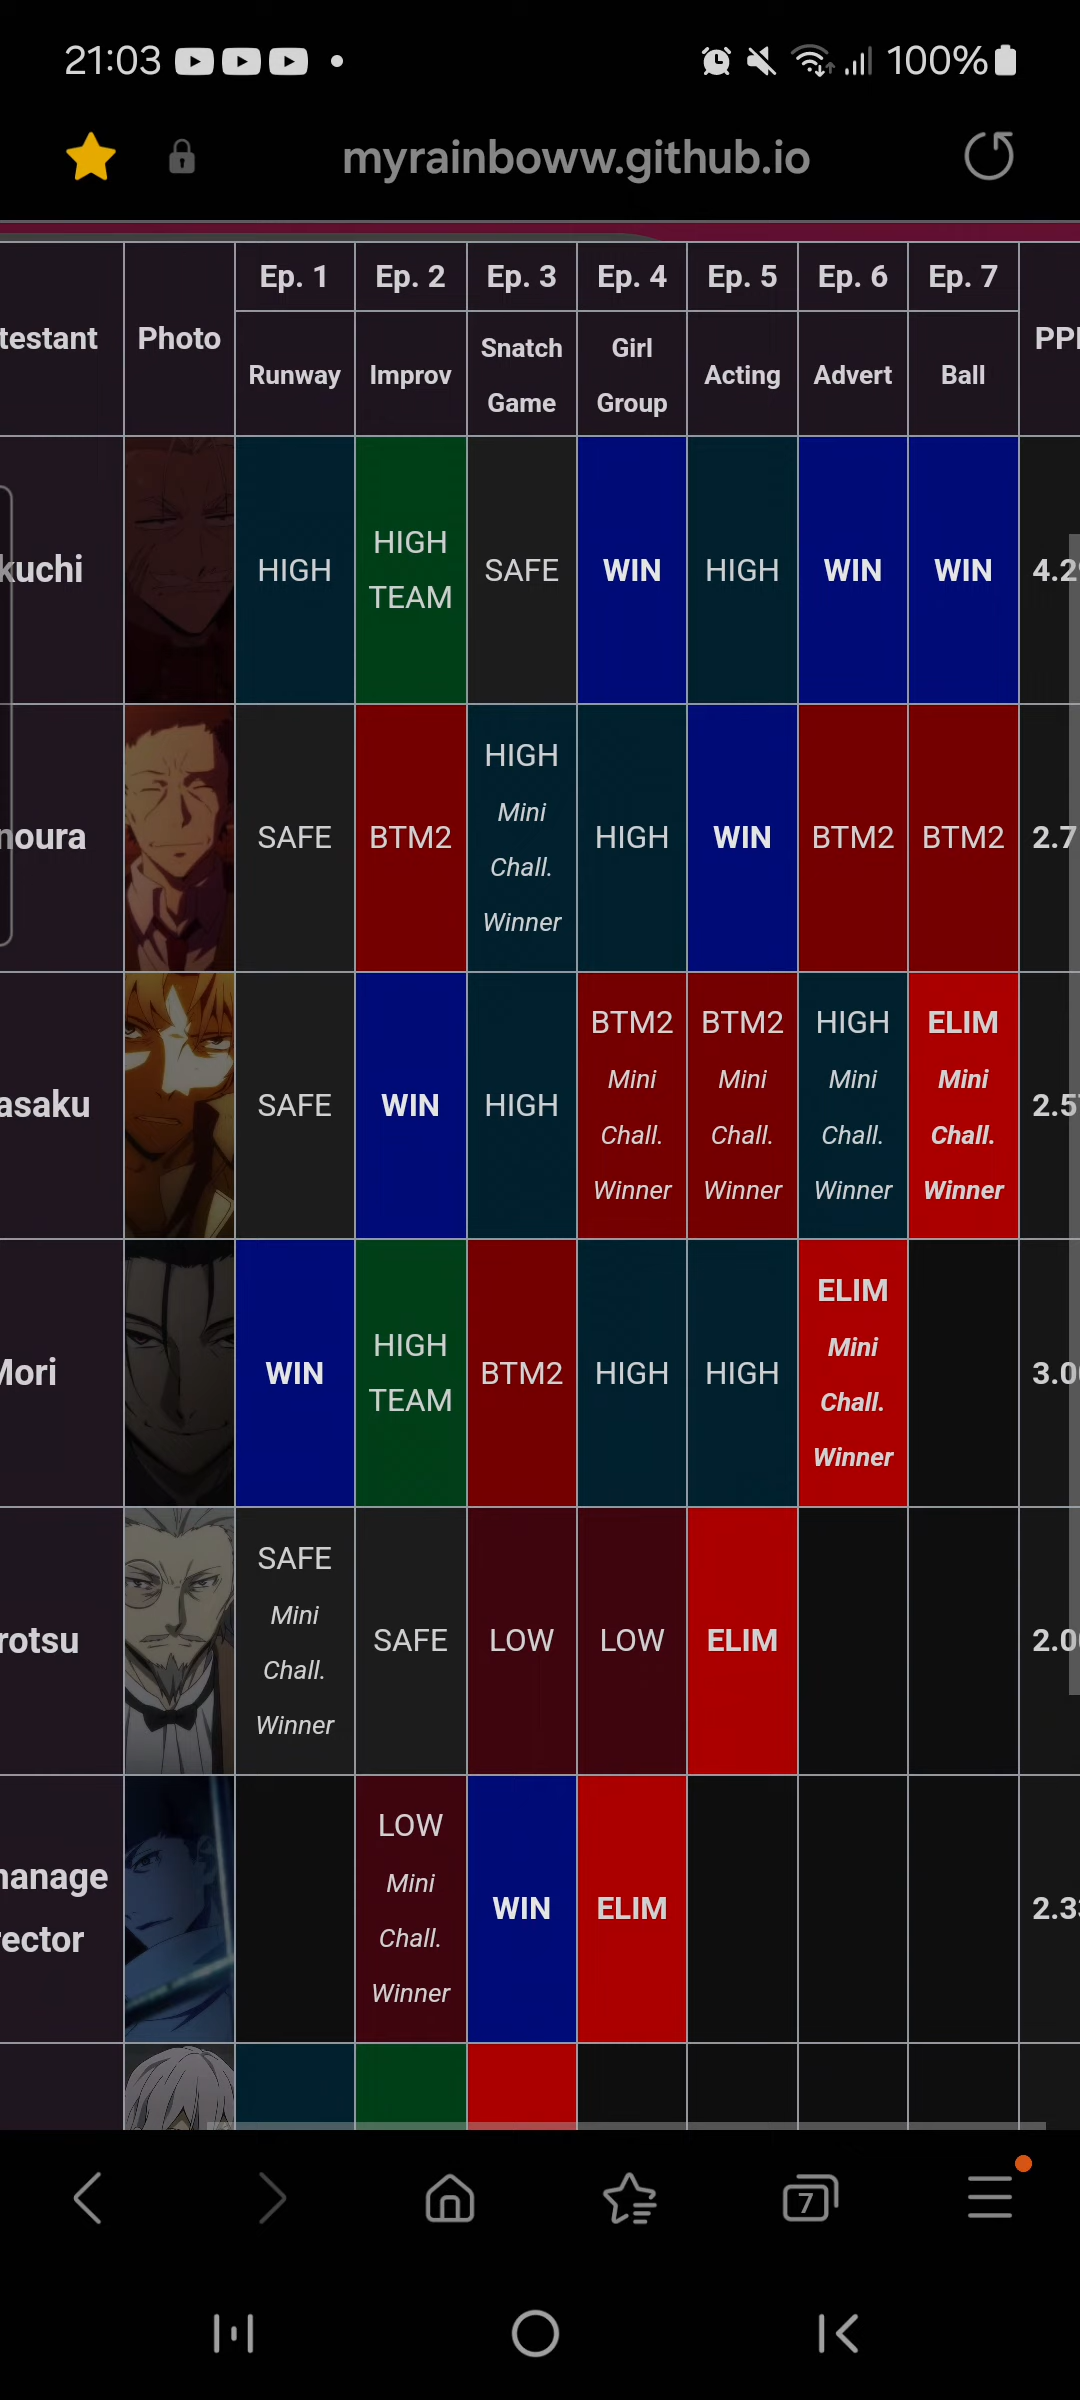 21:03 100%
myrainboww.github.io
testant Photo Ep. 1 Ep. 2 Ep. 3 Ep. 4 Ep. 5 Ep. 6 Ep. 7 PP
Runway Improv Snatch Game Girl Group Acting Advert Ball
kuchi HIGH HIGH TEAM SAFE WIN HIGH WIN WIN 4.2
noura SAFE BTM2 HIGH Mini Chall. Winner HIGH WIN BTM2 BTM2 2.7
asaku SAFE WIN HIGH BTM2 Mini Chall. Winner BTM2 Mini Chall. Winner HIGH Mini Chall. Winner ELIM Mini Chall. Winner 2.5
Mori WIN HIGH TEAM BTM2 HIGH HIGH ELIM Mini Chall. Winner 3.0
rotsu SAFE Mini Chall. Winner SAFE LOW LOW ELIM 2.0
nanage rector LOW Mini Chall. Winner WIN ELIM 2.3
7